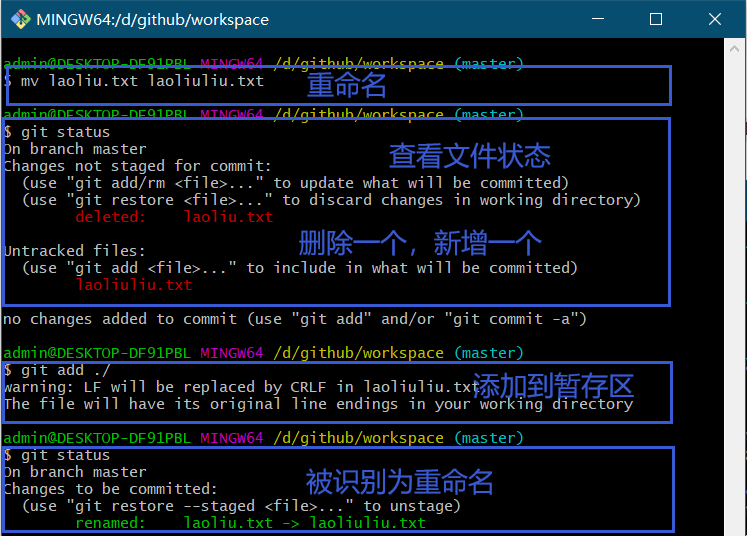 MINGW64:/d/github/workspace
admin@DESKTOP-DF91PBL MINGW64 /d/github/workspace (master)
$ mv laoliu.txt laoliuliu.txt
重命名
admin@DESKTOP-DF91PBL MINGW64 /d/github/workspace (master)
$ git status
On branch master
查看文件状态
Changes not staged for commit:
(use "git add/rm <file>..." to update what will be committed)
(use "git restore <file>..." to discard changes in working directory)
deleted: laoliu.txt
删除一个，新增一个
Untracked files:
(use "git add <file>..." to include in what will be committed)
laoliuliu.txt
no changes added to commit (use "git add" and/or "git commit -a")
admin@DESKTOP-DF91PBL MINGW64 /d/github/workspace (master)
$ git add ./
warning: LF will be replaced by CRLF in laoliuliu.txt
添加到暂存区
The file will have its original line endings in your working directory
admin@DESKTOP-DF91PBL MINGW64 /d/github/workspace (master)
$ git status
On branch master
Changes to be committed:
被识别为重命名
(use "git restore --staged <file>..." to unstage)
renamed: laoliu.txt -> laoliuliu.txt